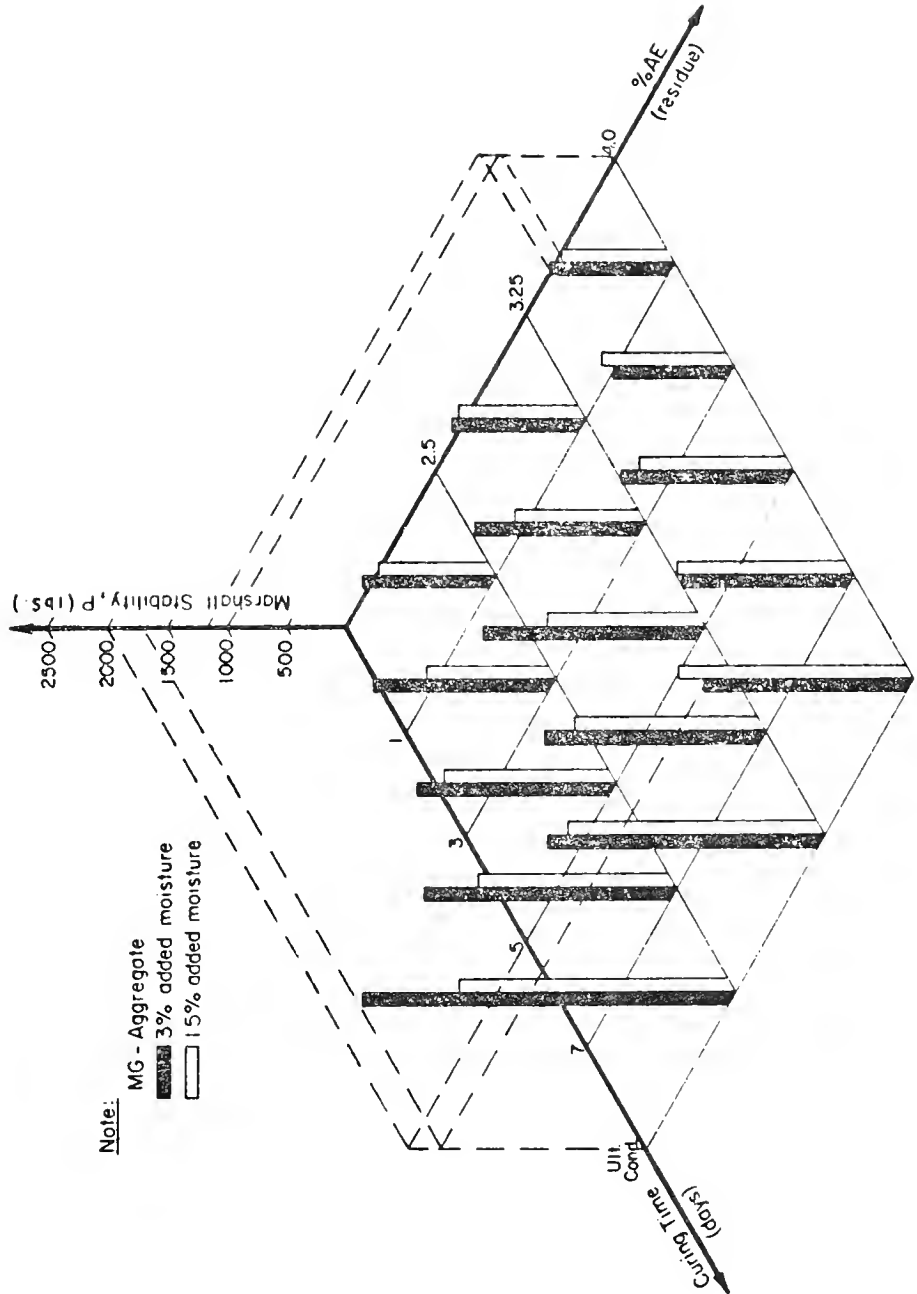 Note:
MG - Aggregate
3% added moisture
1.5% added moisture
Marshall Stability, P (lbs.)
2500
2000
1500
1000
500
2.5
3.25
4.0
%AE
(residue)
1
3
5
7
Ult.
Cond.
Curing Time
(days)